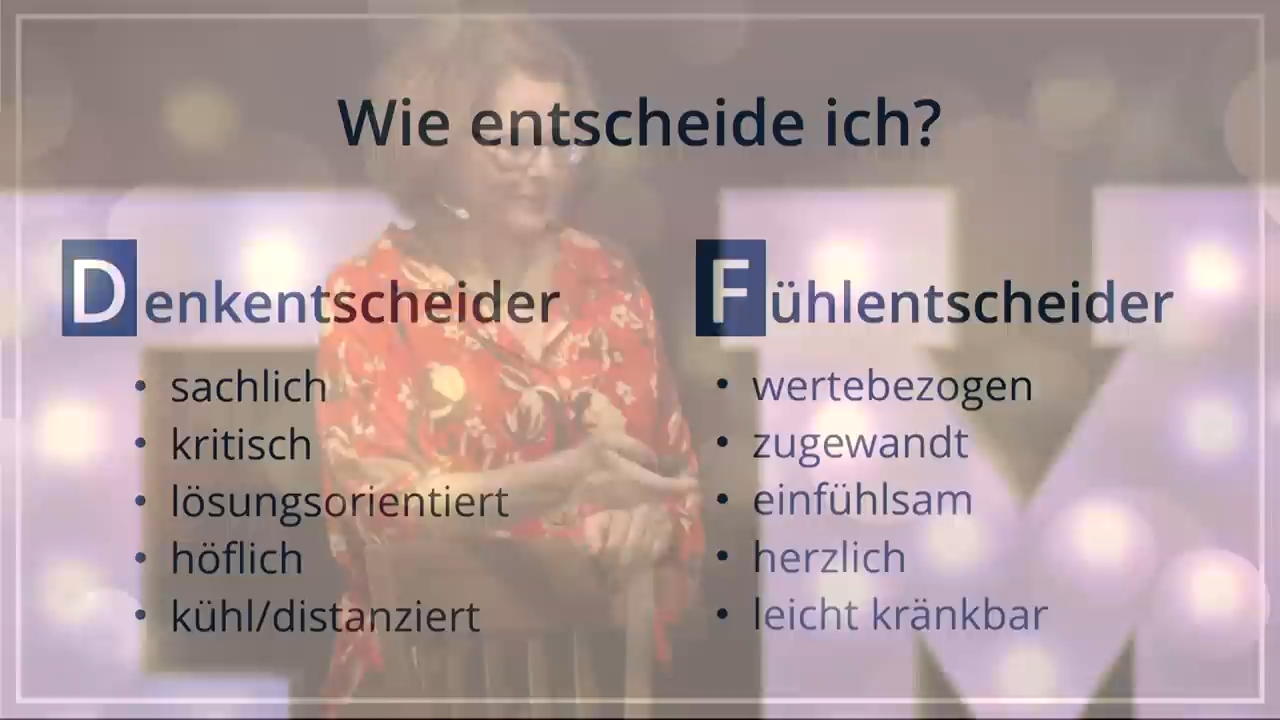 Wie entscheide ich?
Denkentscheider
• sachlich
• kritisch
• lösungsorientiert
• höflich
• kühl/distanziert
Fühlentscheider
• wertebezogen
• zugewandt
• einfühlsam
• herzlich
• leicht kränkbar